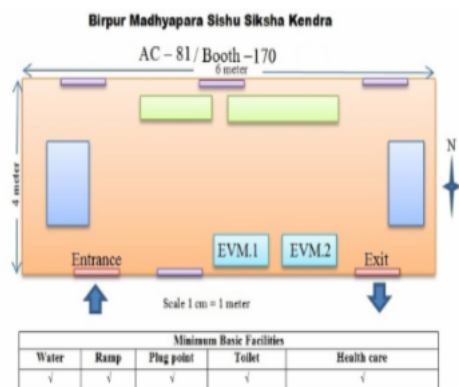 Birpur Madhyapara Sishu Siksha Kendra
AC – 81/ Booth –170
6 meter
4 meter
N
EVM.1 EVM.2
Entrance Exit
Scale 1 cm = 1 meter
Minimum Basic Facilities
Water Ramp Plug point Toilet Health care
√ √ √ √ √